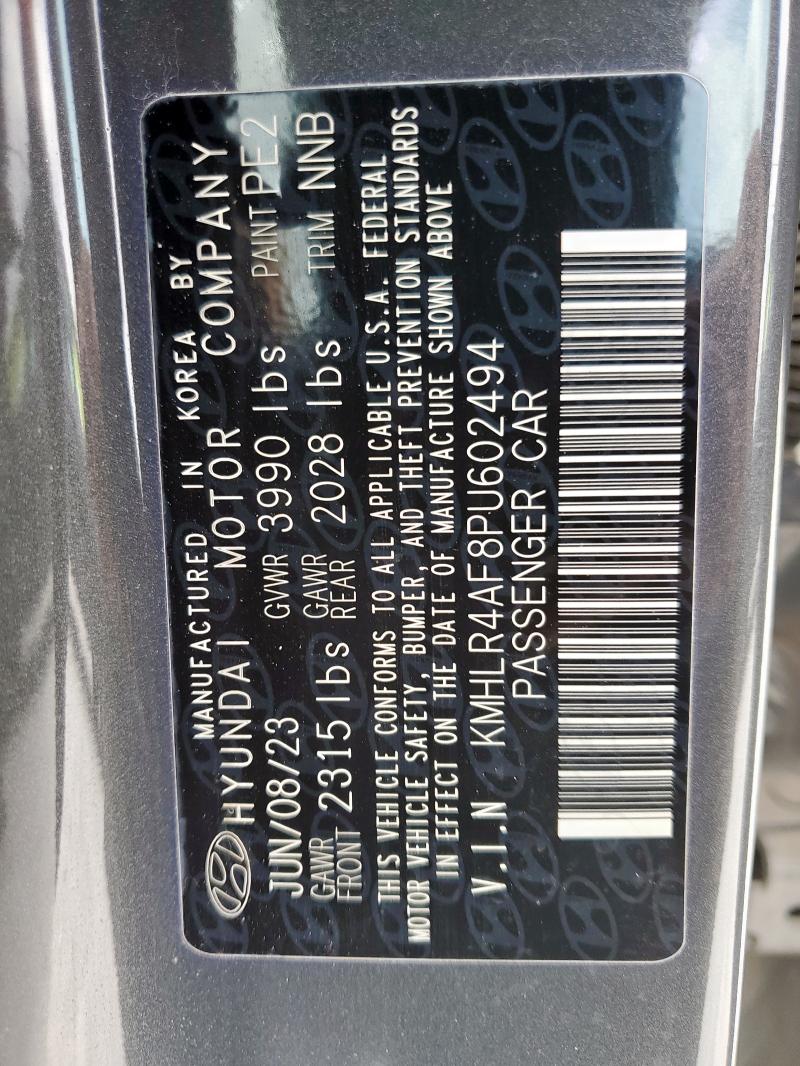 MANUFACTURED IN KOREA BY
HYUNDAI MOTOR COMPANY
JUN/08/23 GVWR 3990 lbs PAINT PE2
GAWR FRONT 2315 lbs GAWR REAR 2028 lbs TRIM NNB
THIS VEHICLE CONFORMS TO ALL APPLICABLE U.S.A. FEDERAL
MOTOR VEHICLE SAFETY, BUMPER, AND THEFT PREVENTION STANDARDS
IN EFFECT ON THE DATE OF MANUFACTURE SHOWN ABOVE
V.I.N KMHLR4AF8PU602494
PASSENGER CAR